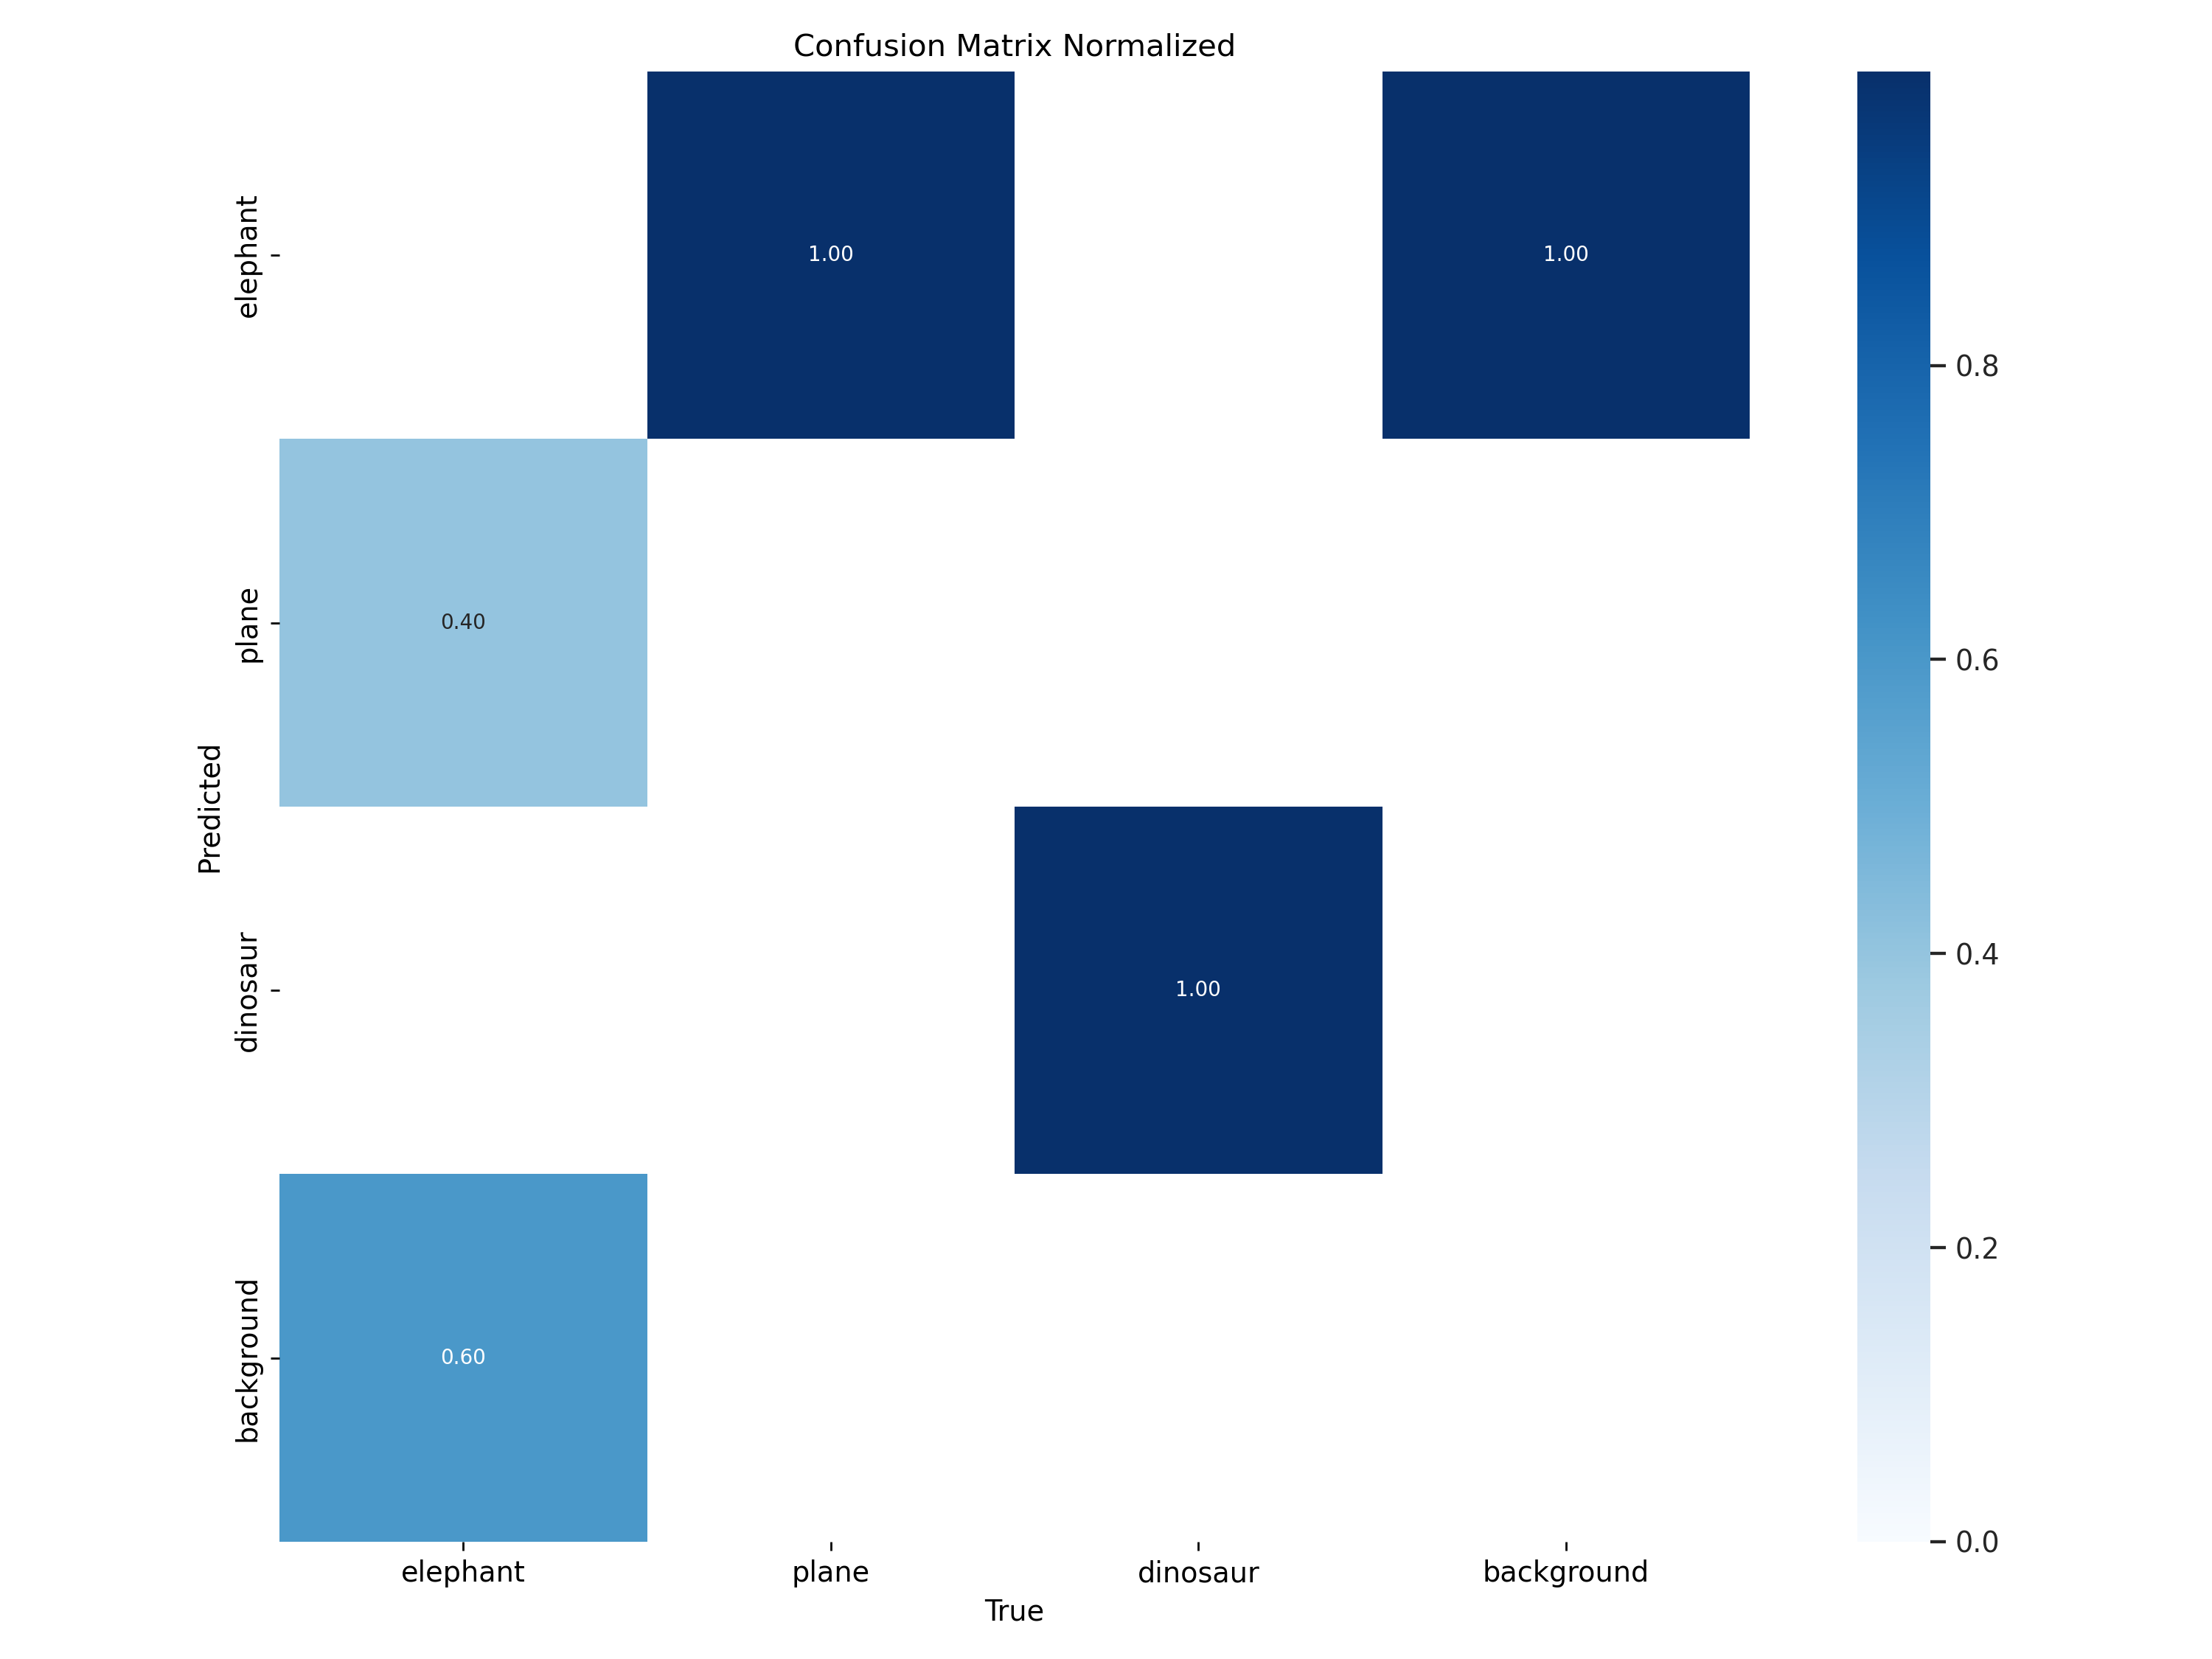 Confusion Matrix Normalized
elephant
1.00
1.00
0.8
plane
0.40
0.6
Predicted
dinosaur
1.00
0.4
background
0.60
0.2
0.0
elephant
plane
dinosaur
background
True